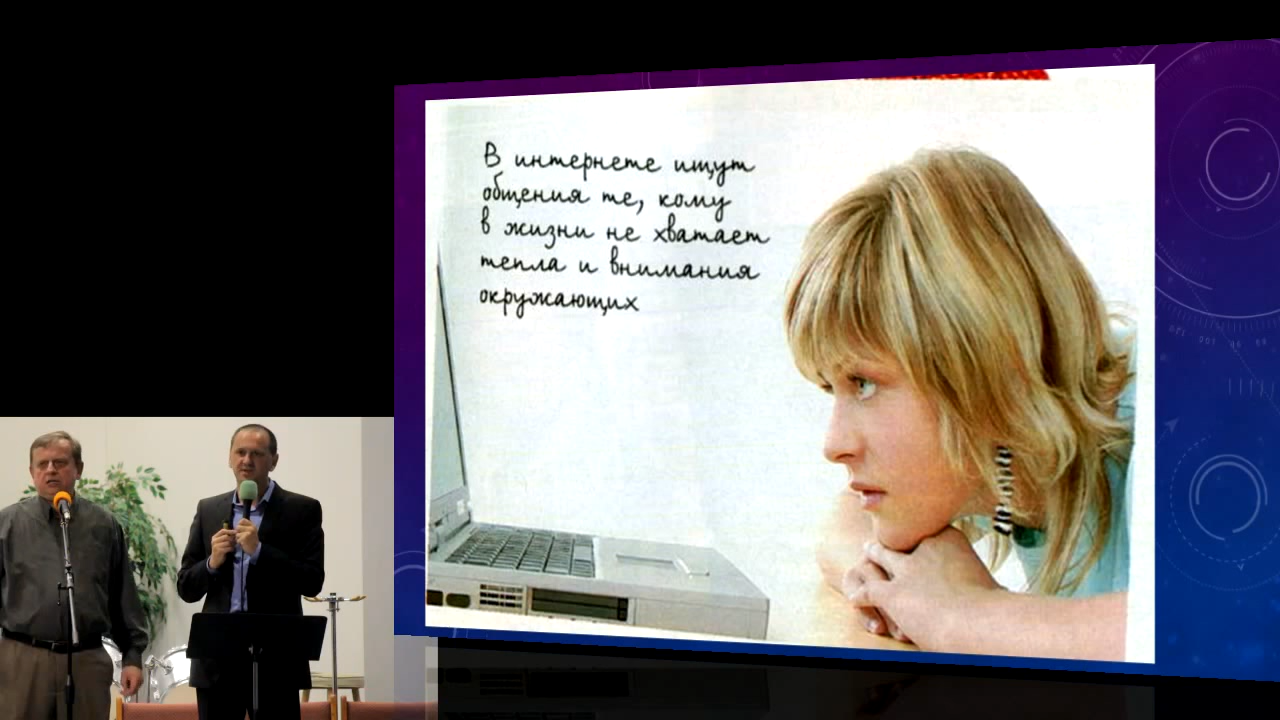 В интернете ищут
общения те, кому
в жизни не хватает
тепла и внимания
окружающих